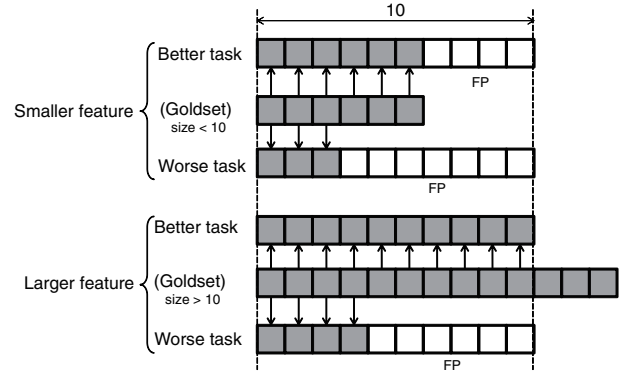 10
Better task
FP
Smaller feature
(Goldset)
size < 10
Worse task
FP
Better task
Larger feature
(Goldset)
size > 10
Worse task
FP